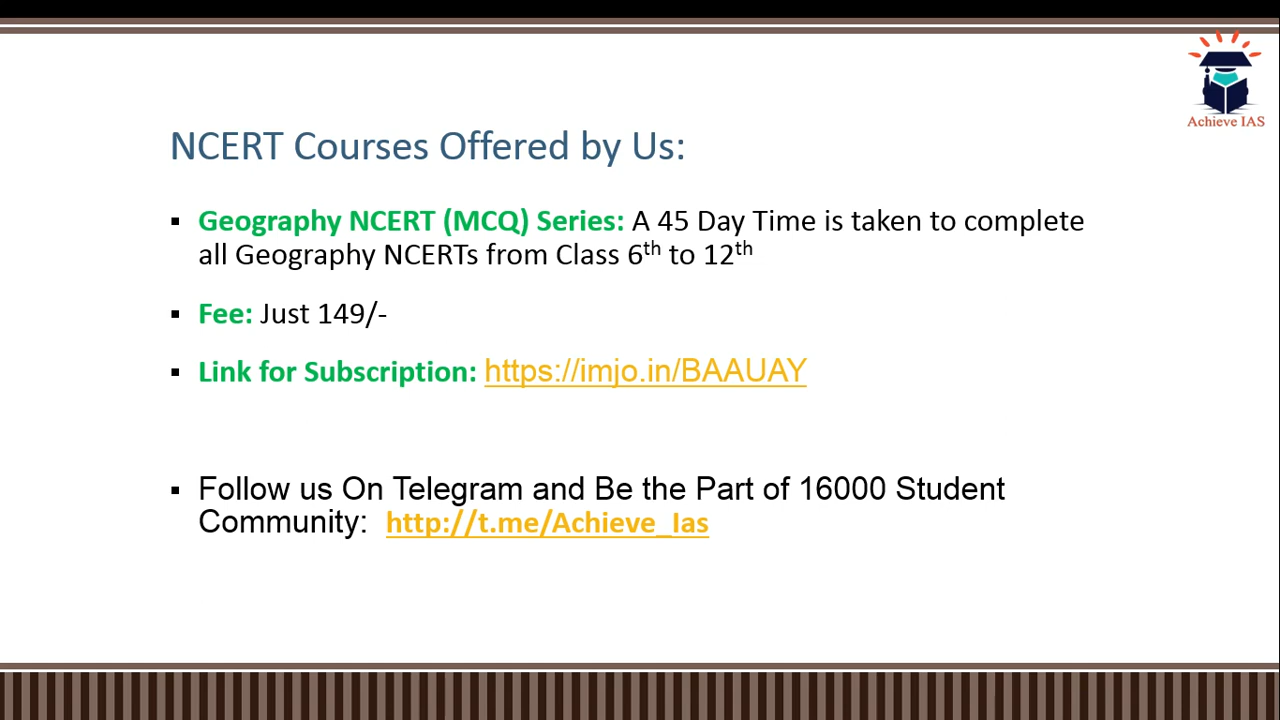 Achieve IAS
NCERT Courses Offered by Us:
▪ Geography NCERT (MCQ) Series: A 45 Day Time is taken to complete
all Geography NCERTs from Class 6th to 12th
▪ Fee: Just 149/-
▪ Link for Subscription: https://imjo.in/BAAUAY
▪ Follow us On Telegram and Be the Part of 16000 Student
Community: http://t.me/Achieve_Ias